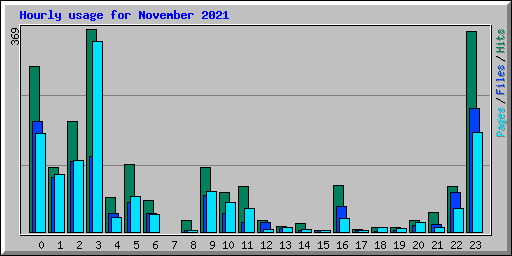 Hourly usage for November 2021
369
Pages / Files / Hits
0 1 2 3 4 5 6 7 8 9 10 11 12 13 14 15 16 17 18 19 20 21 22 23